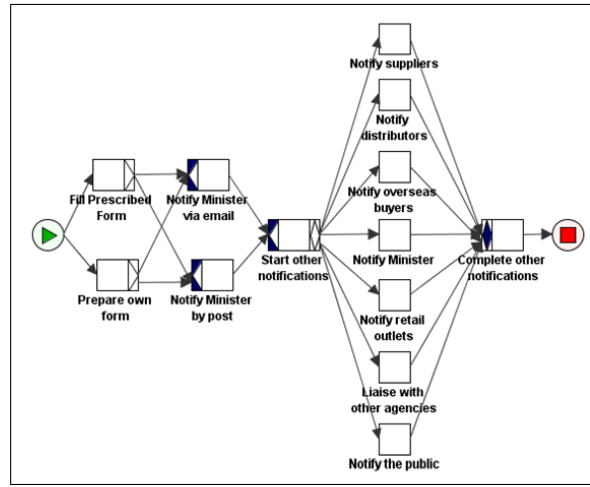 Notify suppliers
Notify
distributors
Fill Prescribed
Form
Notify Minister
via email
Notify overseas
buyers
Start other
notifications
Notify Minister
Complete other
notifications
Prepare own
form
Notify Minister
by post
Notify retail
outlets
Liaise with
other agencies
Notify the public